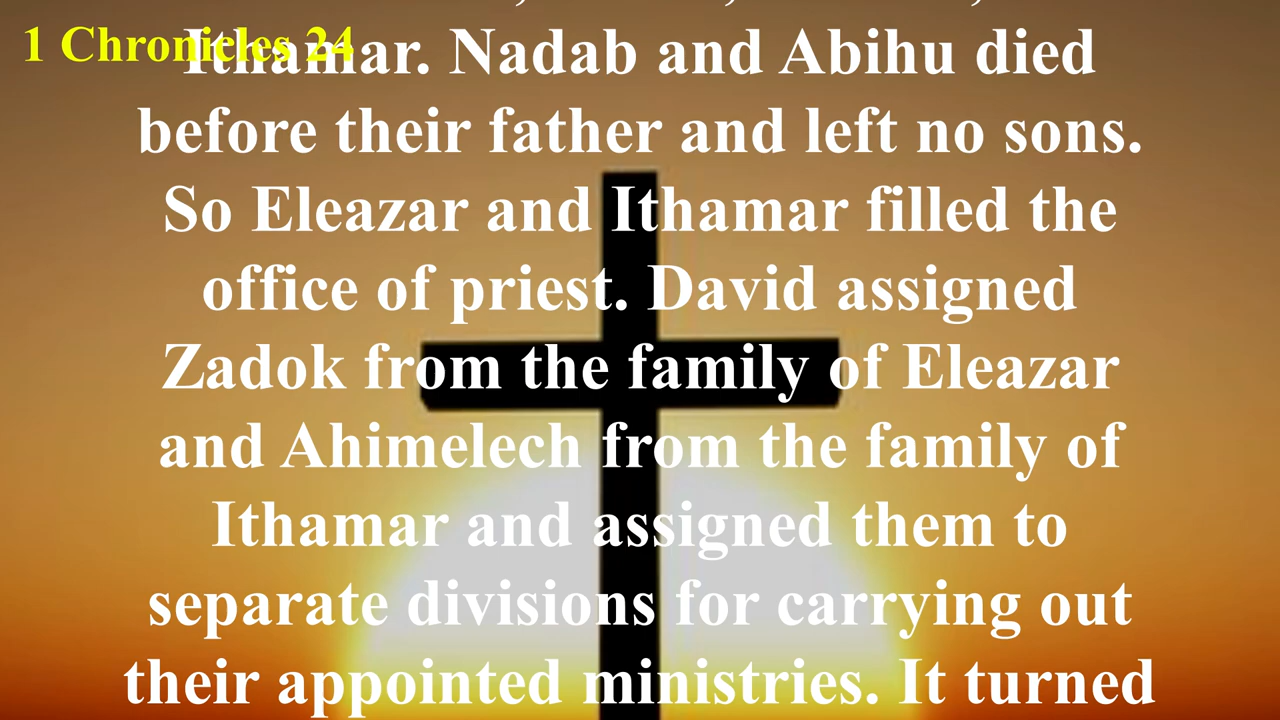 1 Chronicles 24
Ithamar. Nadab and Abihu died
before their father and left no sons.
So Eleazar and Ithamar filled the
office of priest. David assigned
Zadok from the family of Eleazar
and Ahimelech from the family of
Ithamar and assigned them to
separate divisions for carrying out
their appointed ministries. It turned